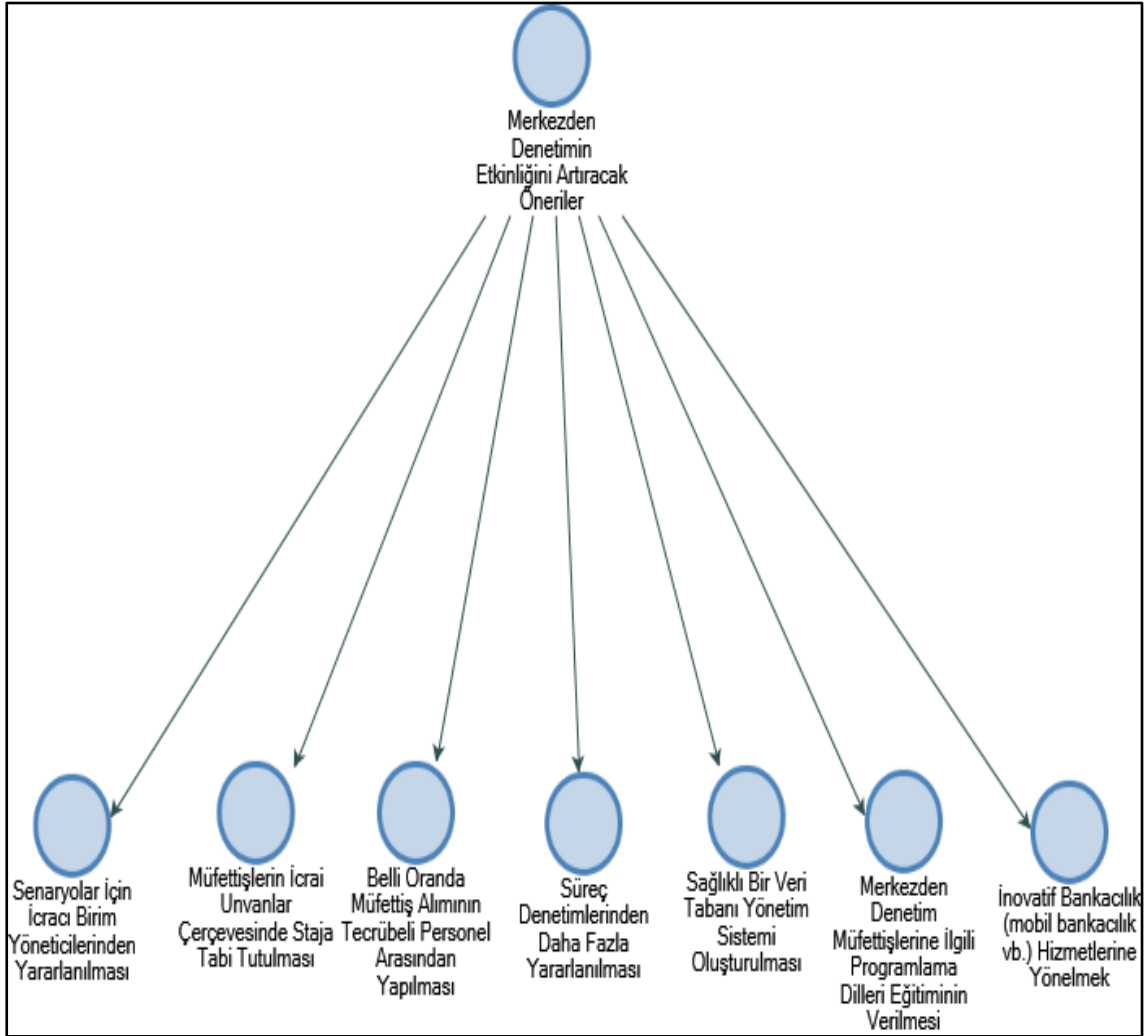 Merkezden
Denetimin
Etkinliğini Artıracak
Öneriler
Senaryolar İçin
İcracı Birim
Yöneticilerinden
Yararlanılması
Müfettişlerin İcrai
Unvanlar
Çerçevesinde Staja
Tabi Tutulması
Belli Oranda
Müfettiş Alımının
Tecrübeli Personel
Arasından
Yapılması
Süreç
Denetimlerinden
Daha Fazla
Yararlanılması
Sağlıklı Bir Veri
Tabanı Yönetim
Sistemi
Oluşturulması
Merkezden
Denetim
Müfettişlerine İlgili
Programlama
Dilleri Eğitiminin
Verilmesi
İnovatif Bankacılık
(mobil bankacılık
vb.) Hizmetlerine
Yönelmek